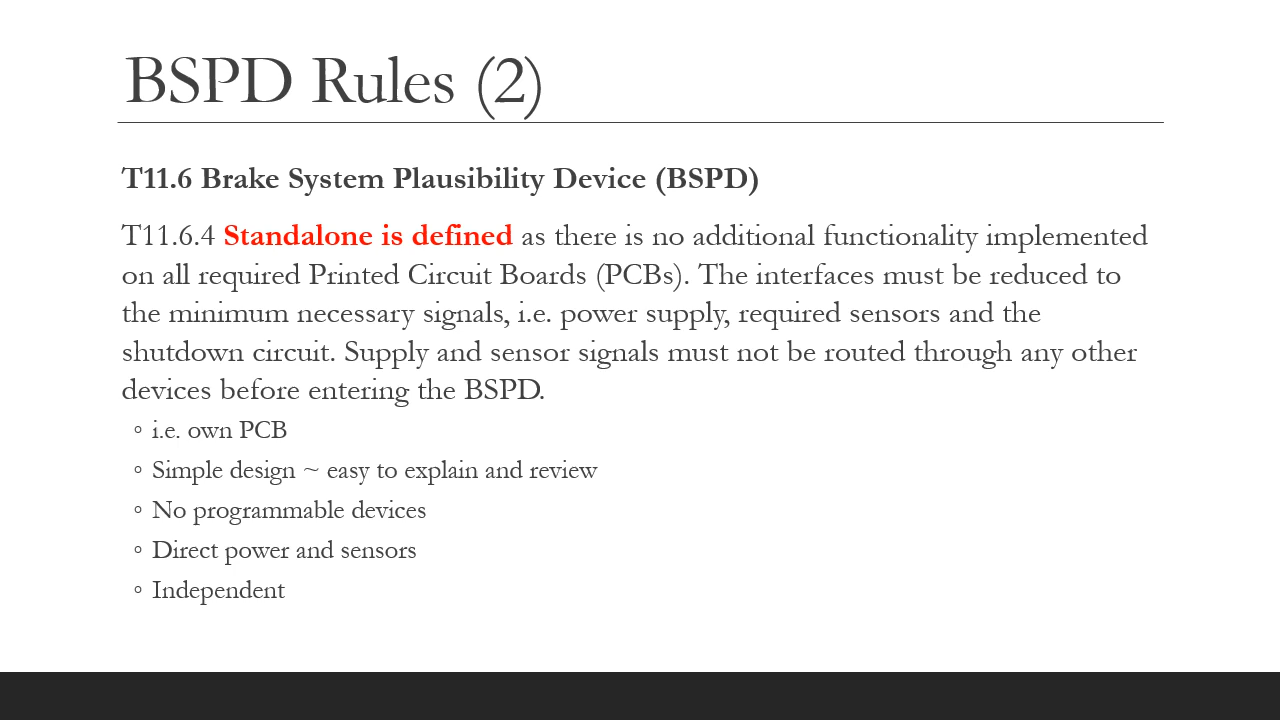 BSPD Rules (2)
T11.6 Brake System Plausibility Device (BSPD)
T11.6.4 Standalone is defined as there is no additional functionality implemented
on all required Printed Circuit Boards (PCBs). The interfaces must be reduced to
the minimum necessary signals, i.e. power supply, required sensors and the
shutdown circuit. Supply and sensor signals must not be routed through any other
devices before entering the BSPD.
◦ i.e. own PCB
◦ Simple design ~ easy to explain and review
◦ No programmable devices
◦ Direct power and sensors
◦ Independent